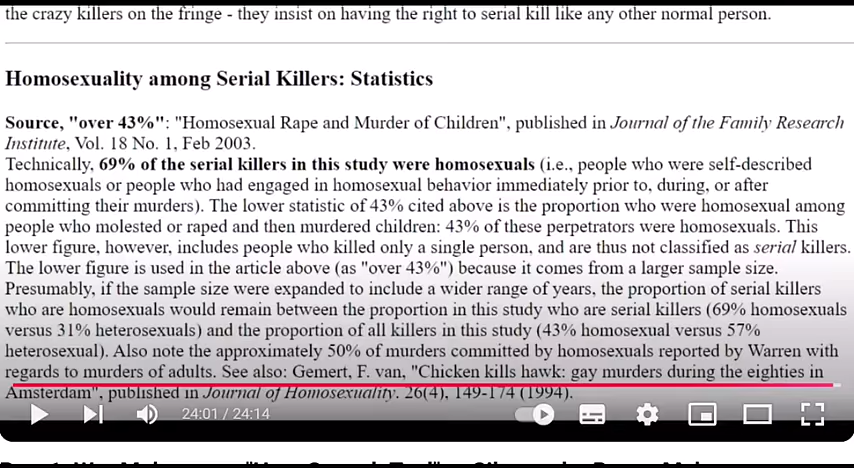 the crazy killers on the fringe - they insist on having the right to serial kill like any other normal person.
Homosexuality among Serial Killers: Statistics
Source, "over 43%": "Homosexual Rape and Murder of Children", published in Journal of the Family Research
Institute, Vol. 18 No. 1, Feb 2003.
Technically, 69% of the serial killers in this study were homosexuals (i.e., people who were self-described
homosexuals or people who had engaged in homosexual behavior immediately prior to, during, or after
committing their murders). The lower statistic of 43% cited above is the proportion who were homosexual among
people who molested or raped and then murdered children: 43% of these perpetrators were homosexuals. This
lower figure, however, includes people who killed only a single person, and are thus not classified as serial killers.
The lower figure is used in the article above (as "over 43%") because it comes from a larger sample size.
Presumably, if the sample size were expanded to include a wider range of years, the proportion of serial killers
who are homosexuals would remain between the proportion in this study who are serial killers (69% homosexuals
versus 31% heterosexuals) and the proportion of all killers in this study (43% homosexual versus 57%
heterosexual). Also note the approximately 50% of murders committed by homosexuals reported by Warren with
regards to murders of adults. See also: Gemert, F. van, "Chicken kills hawk: gay murders during the eighties in
Amsterdam", published in Journal of Homosexuality. 26(4), 149-174 (1994).
24:01 / 24:14